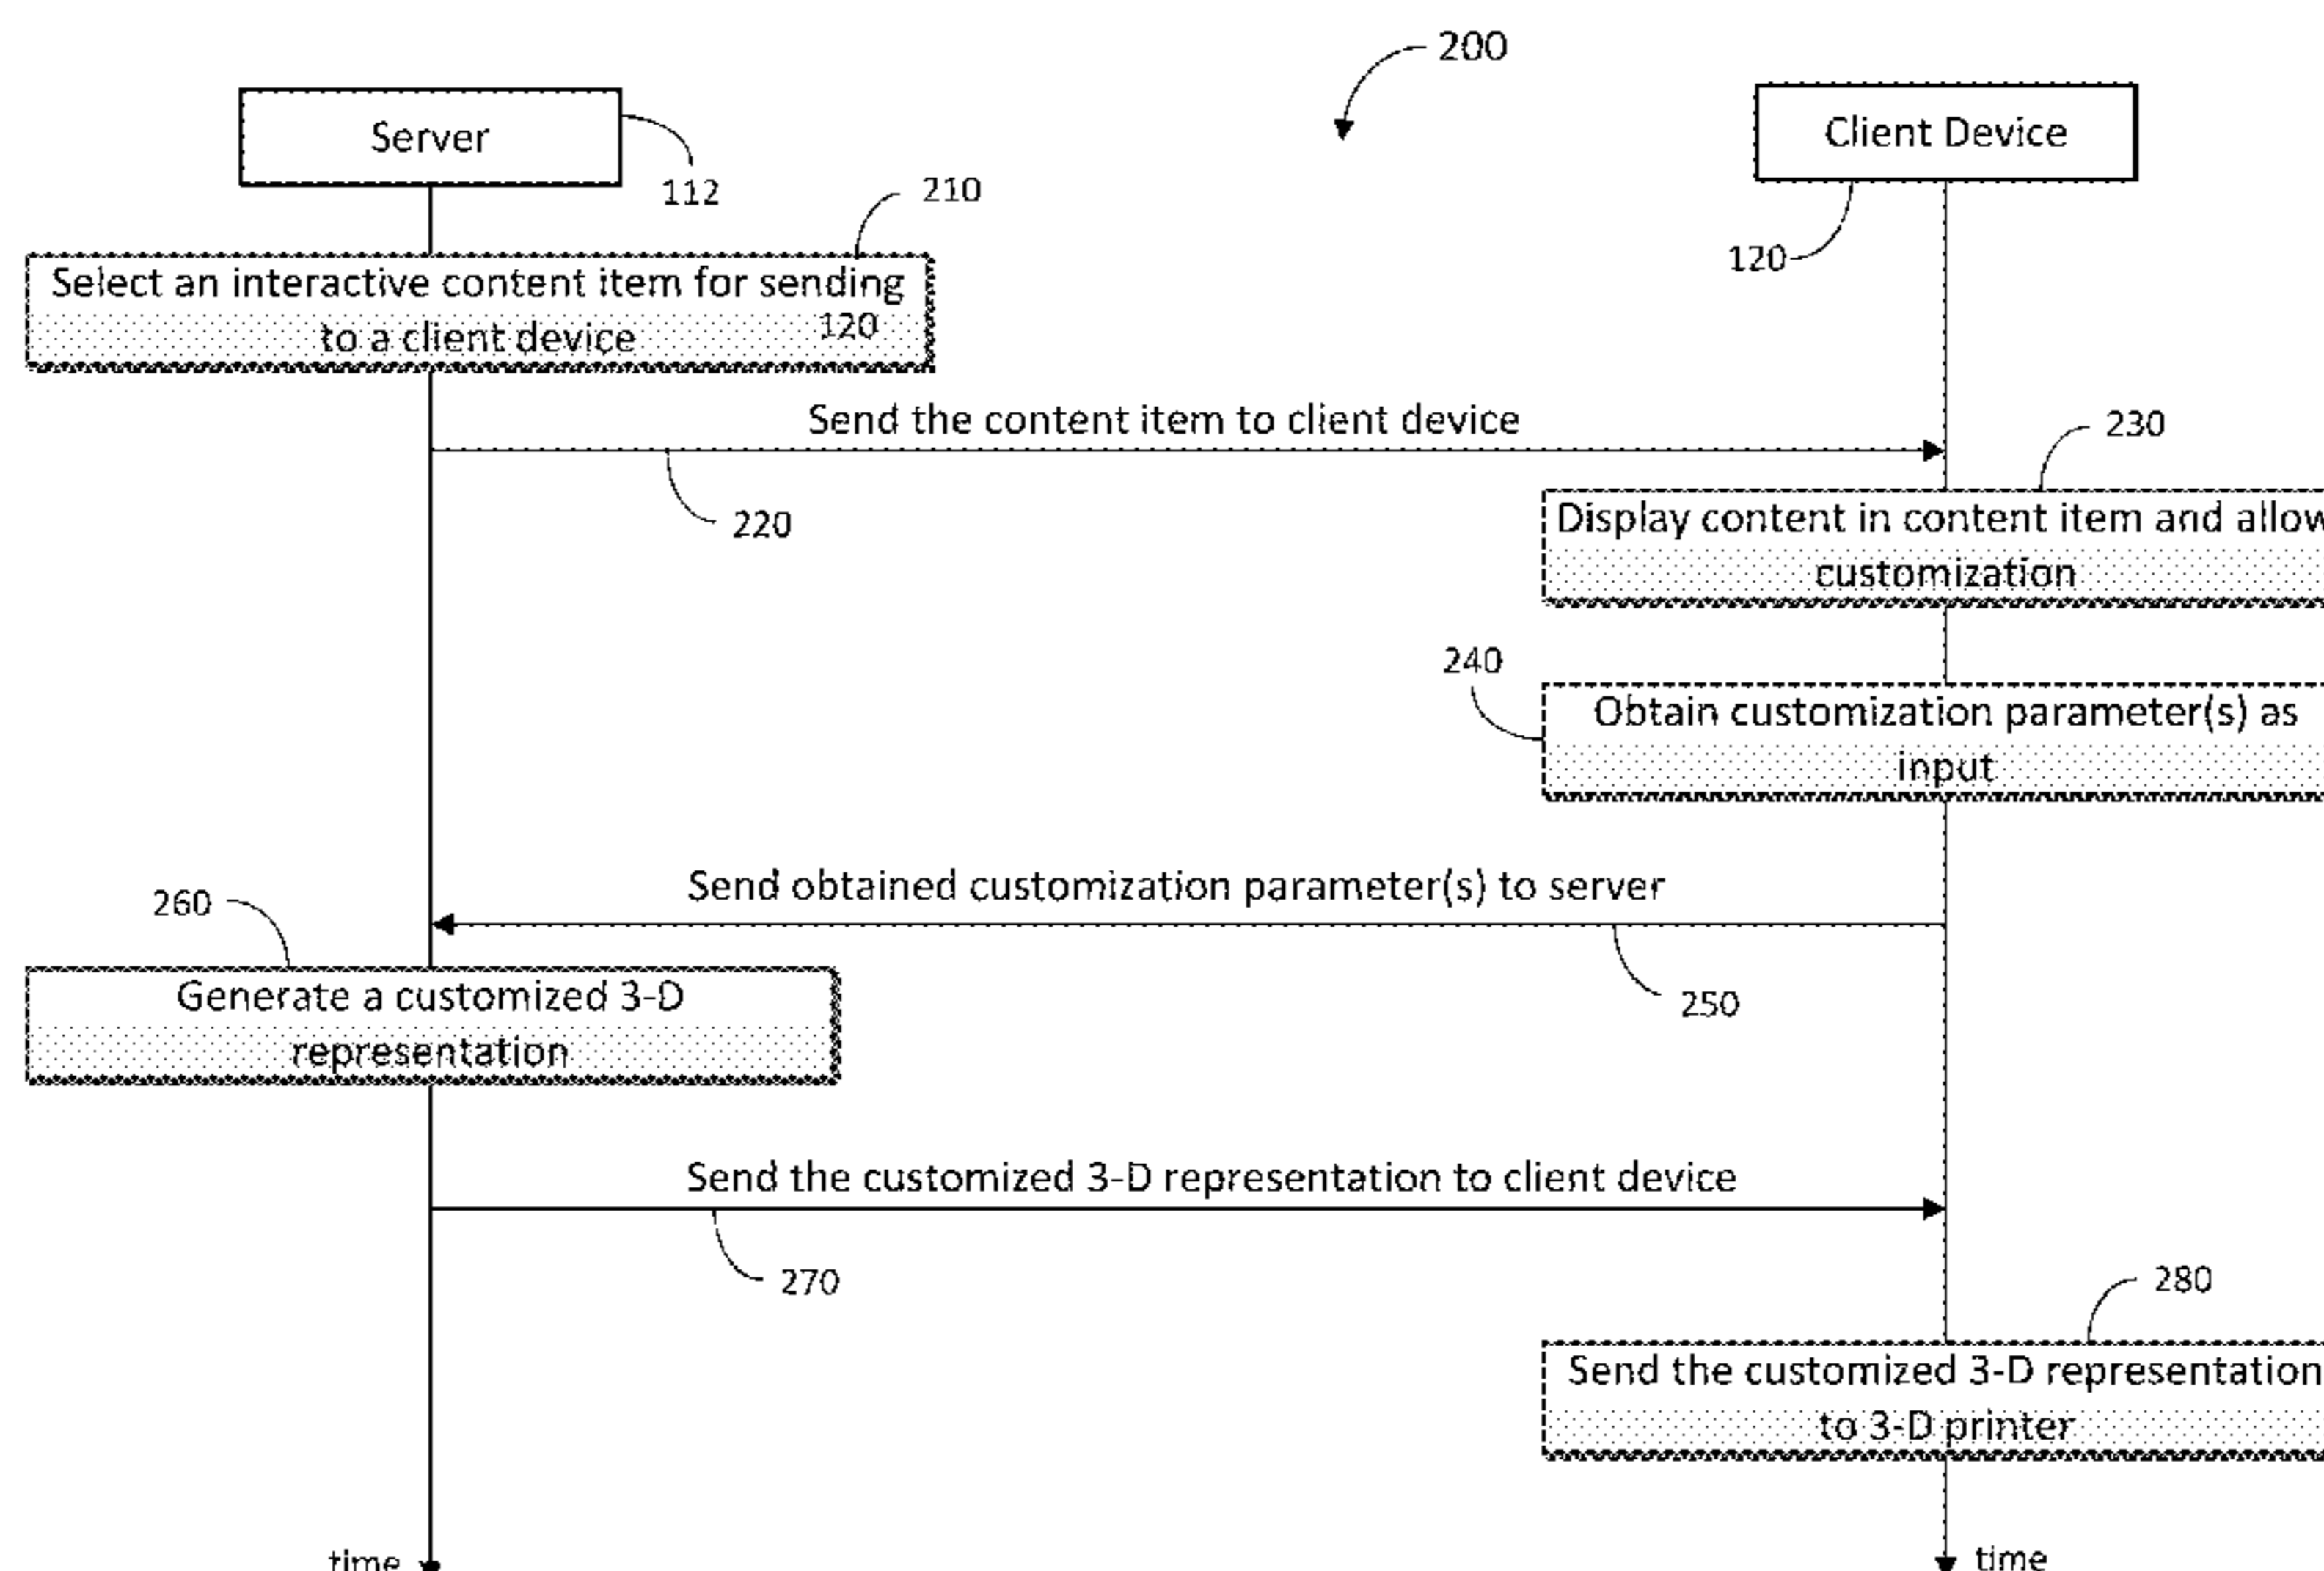 200
Server
Client Device
112
210
120
Select an interactive content item for sending
to a client device 120
Send the content item to client device
230
220
Display content in content item and allow
customization
240
Obtain customization parameter(s) as
input
Send obtained customization parameter(s) to server
260
250
Generate a customized 3-D
representation
Send the customized 3-D representation to client device
270
280
Send the customized 3-D representation
to 3-D printer
time
time